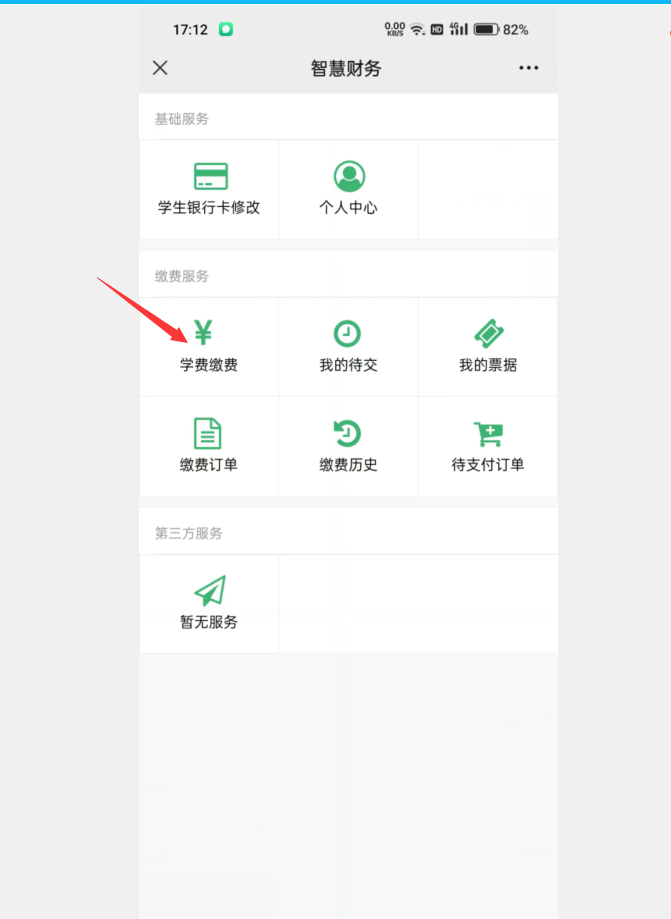 17:12 0.00 KB/S HD 4G 82%
智慧财务
基础服务
学生银行卡修改 个人中心
缴费服务
学费缴费 我的待交 我的票据
缴费订单 缴费历史 待支付订单
第三方服务
暂无服务